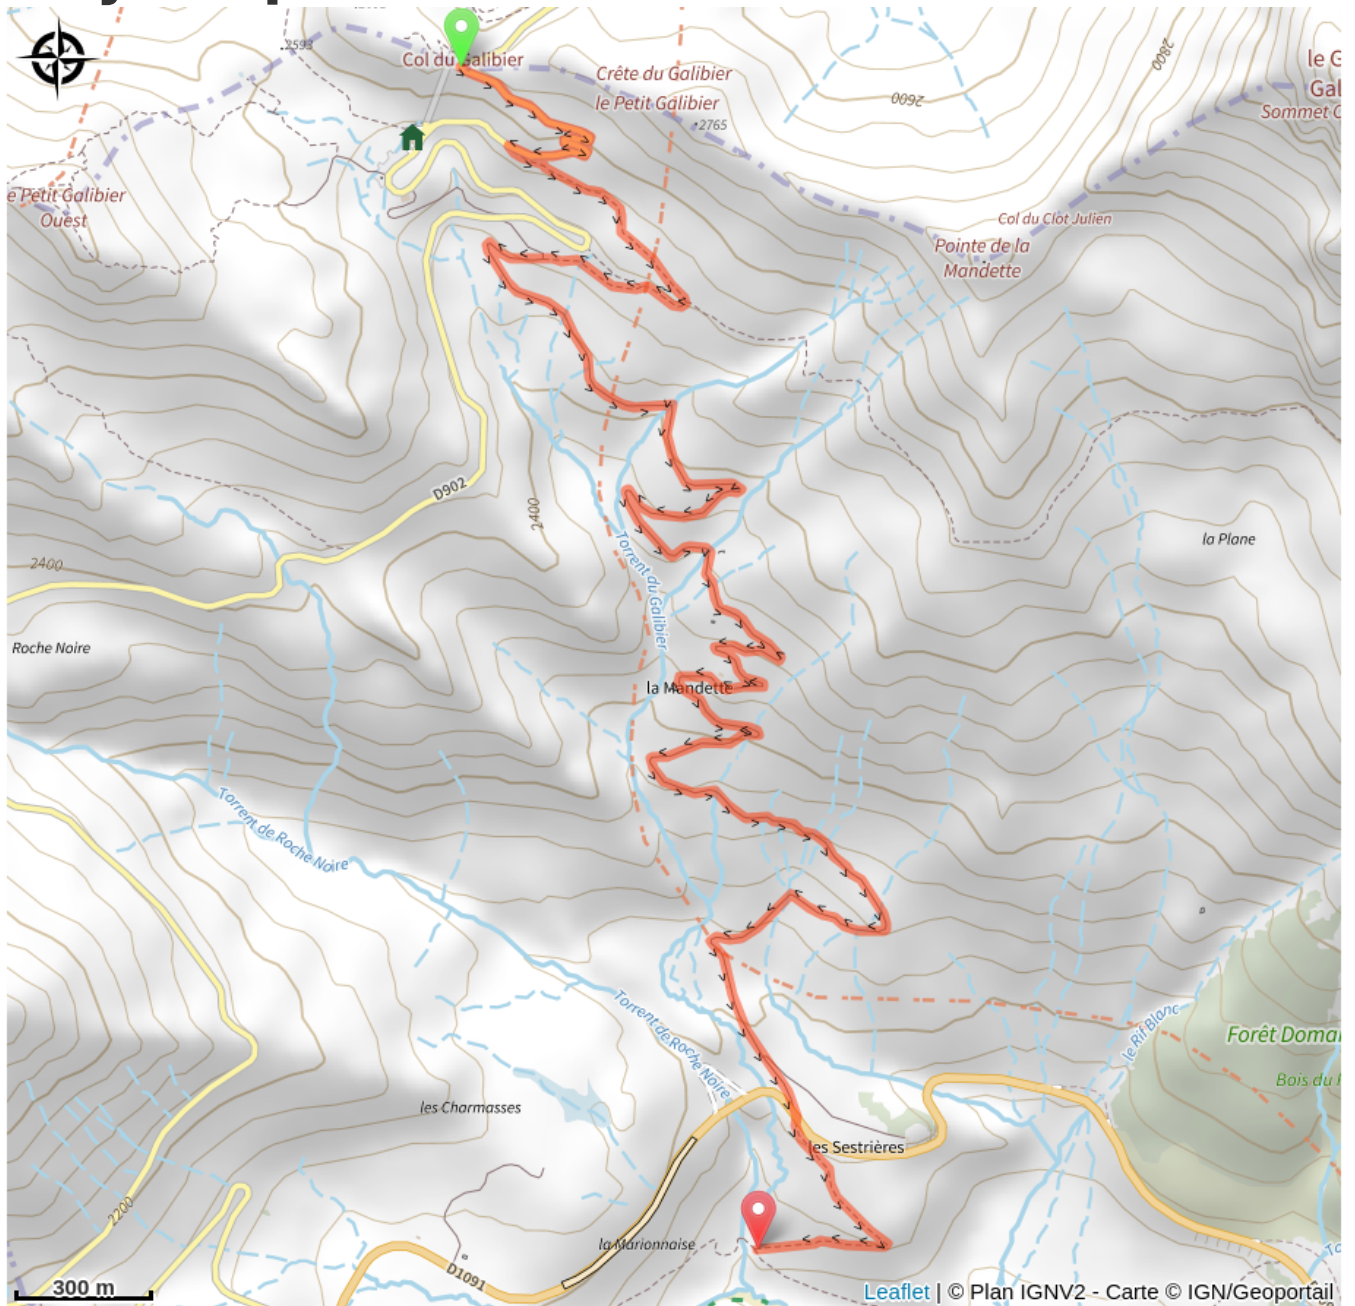 2593
Col du Galibier
Crête du Galibier
le Petit Galibier
2765
2600
2800
le G
Gal
Sommet C
e Petit Galibier
Ouest
Col du Clot Julien
Pointe de la
Mandette
D902
2400
2400
Torrent du Galibier
la Plane
Roche Noire
la Mandette
Torrent de Roche Noire
Torrent de Roche Noire
le Rif Blanc
Forêt Doma
Bois du
les Charmasses
les Sestrières
2200
la Marionnaise
D1091
To
300 m
Leaflet | © Plan IGNV2 - Carte © IGN/Geoportail